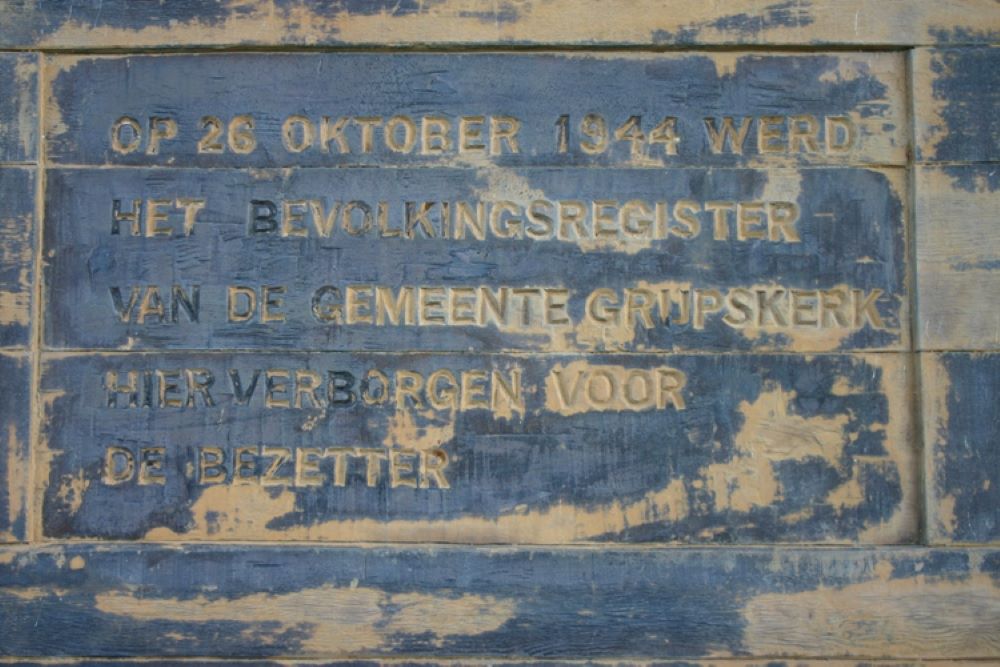 OP 26 OKTOBER 1944 WERD
HET BEVOLKINGSREGISTER
VAN DE GEMEENTE GRIJPSKERK
HIER VERBORGEN VOOR
DE BEZETTER